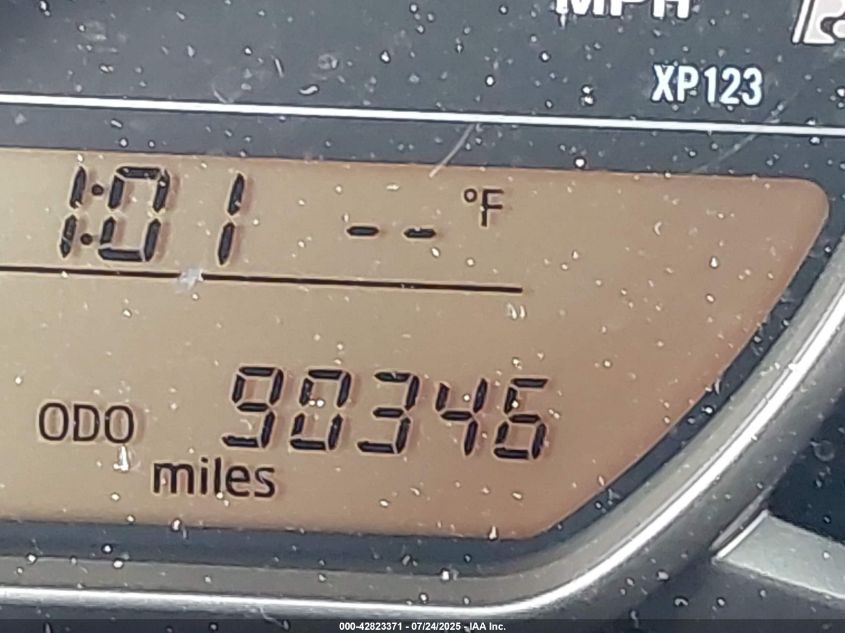 MPH
XP123
1:01 -- °F
ODO 90346
miles
000-42823371 - 07/24/2025 - IAA Inc.